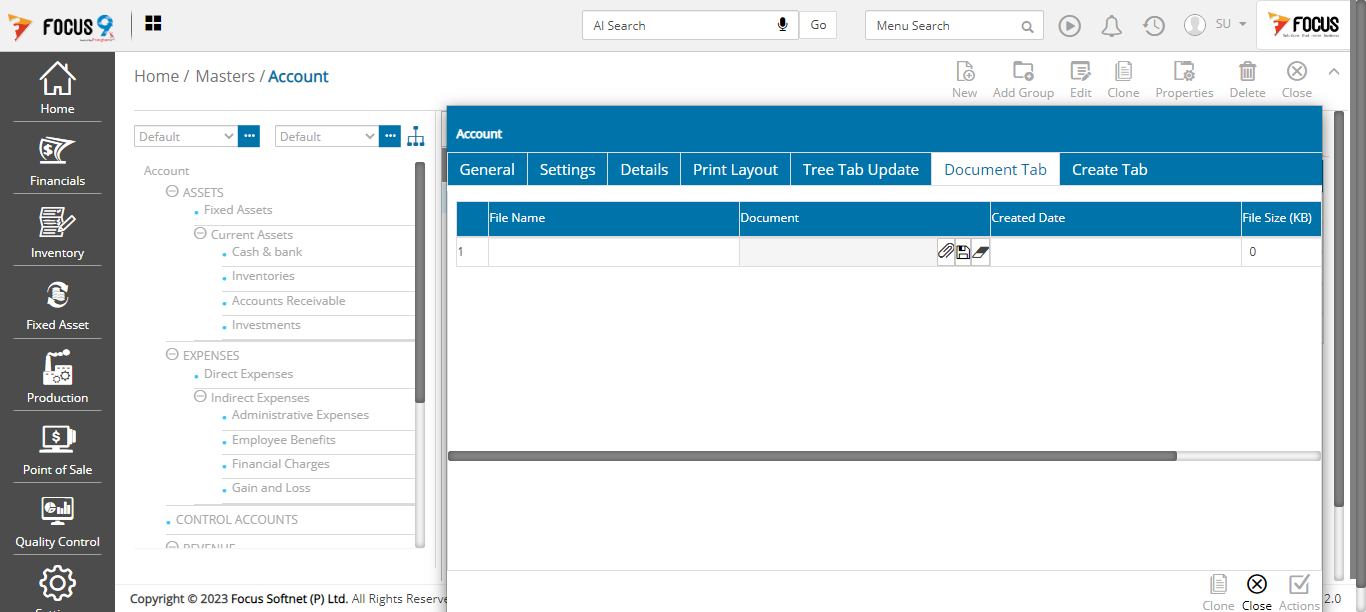 FOCUS 9
AI Search
Go
Menu Search
SU
FOCUS
Home
Financials
Inventory
Fixed Asset
Production
Point of Sale
Quality Control
Home / Masters / Account
New
Add Group
Edit
Clone
Properties
Delete
Close
Default
Default
Account
ASSETS
Fixed Assets
Current Assets
Cash & bank
Inventories
Accounts Receivable
Investments
EXPENSES
Direct Expenses
Indirect Expenses
Administrative Expenses
Employee Benefits
Financial Charges
Gain and Loss
CONTROL ACCOUNTS
REVENUE
Account
General
Settings
Details
Print Layout
Tree Tab Update
Document Tab
Create Tab
File Name
Document
Created Date
File Size (KB)
1
0
Clone
Close
Actions
Copyright © 2023 Focus Softnet (P) Ltd. All Rights Reserve
2.0